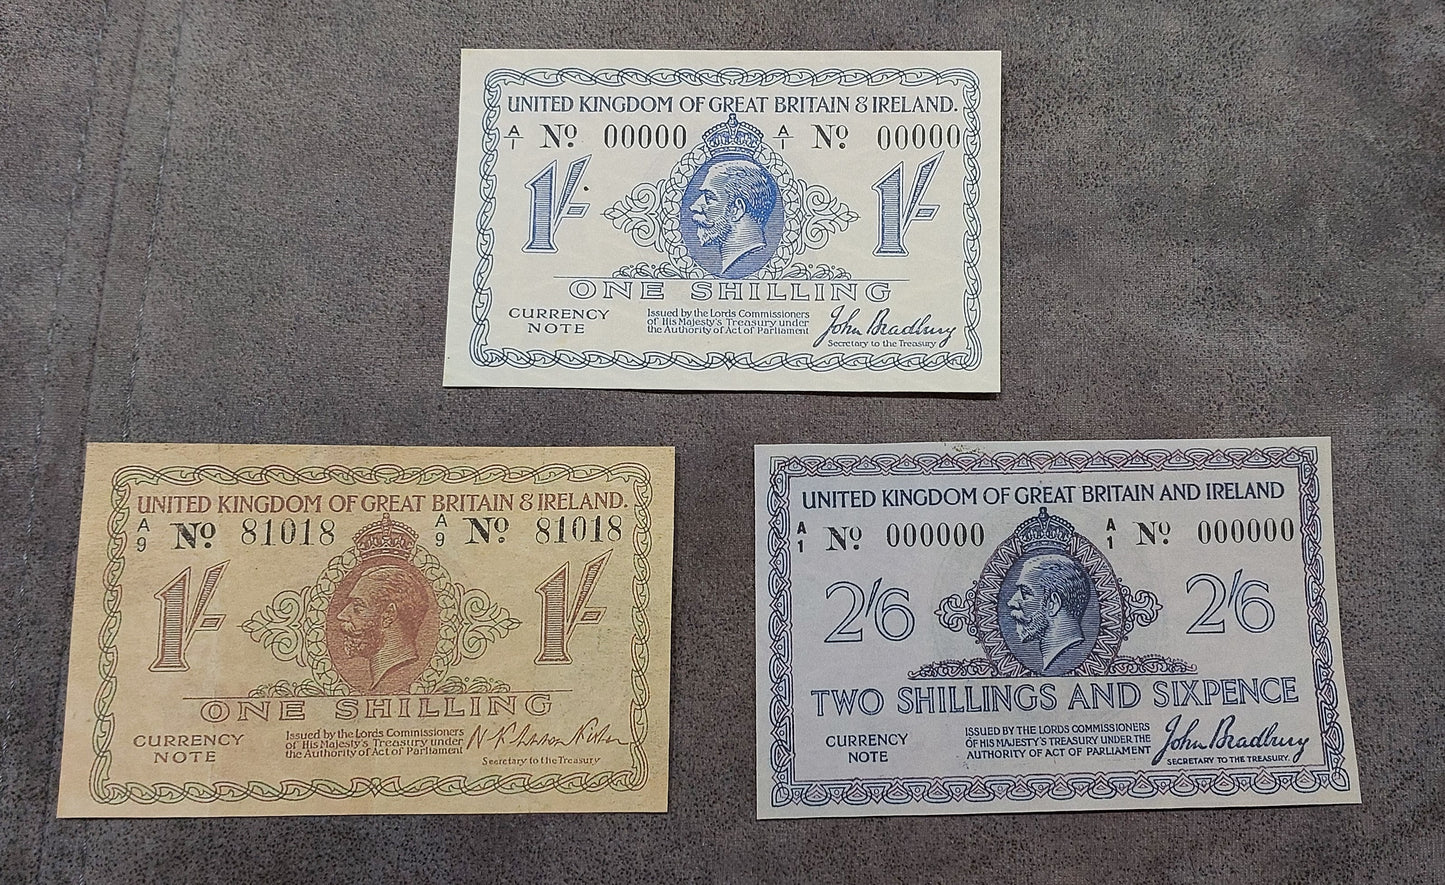 UNITED KINGDOM OF GREAT BRITAIN & IRELAND.
A/1 No. 00000 A/1 No. 00000
1/- 1/-
ONE SHILLING
CURRENCY NOTE
Issued by the Lords Commissioners
of His Majesty's Treasury under
the Authority of Act of Parliament
John Bradbury
Secretary to the Treasury
UNITED KINGDOM OF GREAT BRITAIN & IRELAND.
A/9 No. 81018 A/9 No. 81018
1/- 1/-
ONE SHILLING
CURRENCY NOTE
Issued by the Lords Commissioners
of His Majesty's Treasury under
the Authority of Act of Parliament
Secretary to the Treasury
UNITED KINGDOM OF GREAT BRITAIN AND IRELAND
A/1 No. 000000 A/1 No. 000000
2/6 2/6
TWO SHILLINGS AND SIXPENCE
CURRENCY NOTE
ISSUED BY THE LORDS COMMISSIONERS
OF HIS MAJESTY'S TREASURY UNDER THE
AUTHORITY OF ACT OF PARLIAMENT
John Bradbury
SECRETARY TO THE TREASURY.